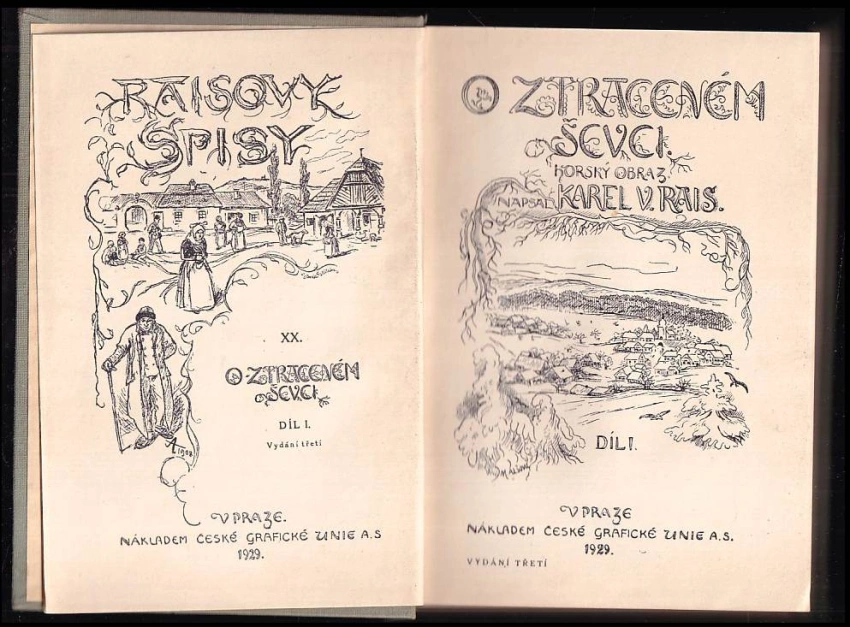 RAISOVY
SPISY
XX.
O ZTRACENÉM
ŠEVCI.
DÍL I.
Vydání třetí
A 1908
V PRAZE.
NÁKLADEM ČESKÉ GRAFICKÉ UNIE A.S
1929.
O ZTRACENÉM
ŠEVCI.
HORSKÝ OBRAZ
NAPSAL KAREL V. RAIS.
DÍL I.
V PRAZE
NÁKLADEM ČESKÉ GRAFICKÉ UNIE A.S.
1929.
VYDÁNÍ TŘETÍ